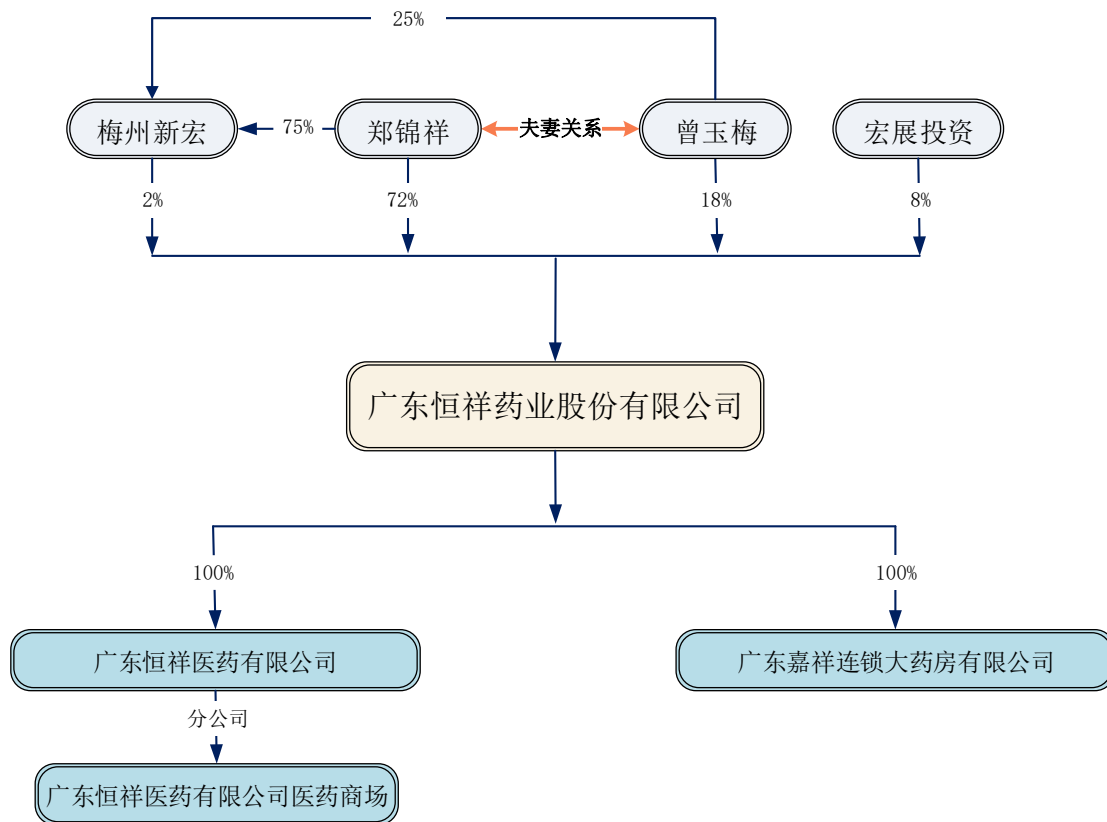 25%
梅州新宏
75%
郑锦祥
夫妻关系
曾玉梅
宏展投资
2%
72%
18%
8%
广东恒祥药业股份有限公司
100%
100%
广东恒祥医药有限公司
广东嘉祥连锁大药房有限公司
分公司
广东恒祥医药有限公司医药商场